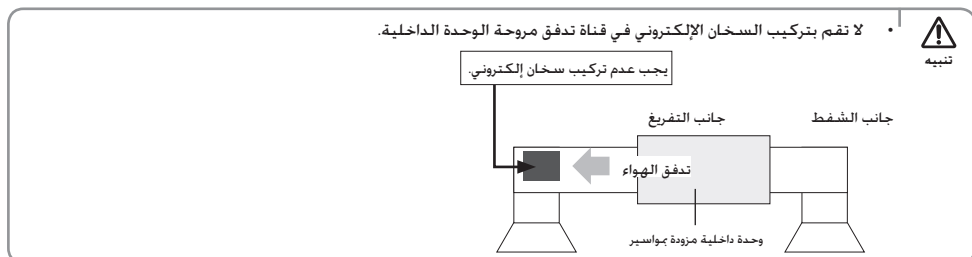 تنبيه
• لا تقم بتركيب السخان الإلكتروني في قناة تدفق مروحة الوحدة الداخلية.
يجب عدم تركيب سخان إلكتروني.
جانب الشفط
جانب التفريغ
تدفق الهواء
وحدة داخلية مزودة بمواسير